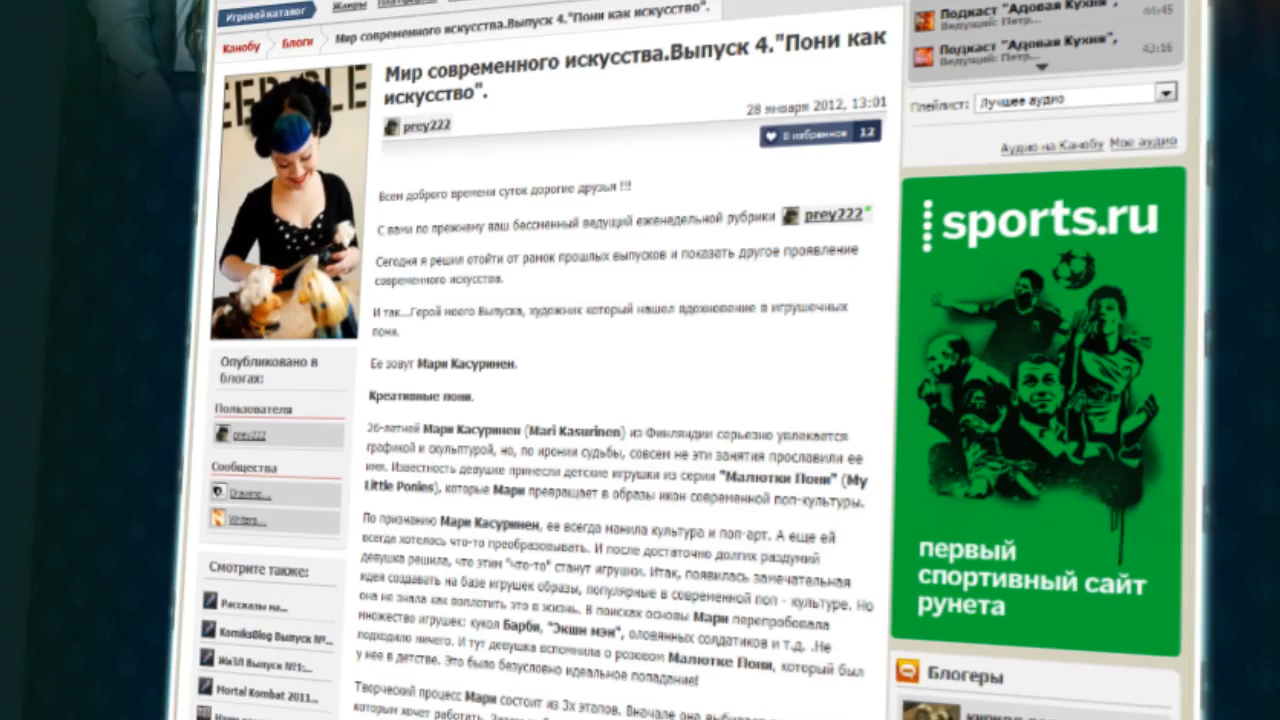 Игровой каталог
Жанры
Канобу
Блоги
Мир современного искусства.Выпуск 4."Пони как искусство".
Мир современного искусства.Выпуск 4."Пони как
искусство".
28 января 2012, 13:01
prey222
В избранное 12
Всем доброго времени суток дорогие друзья !!!
С вами по прежнему ваш бессменный ведущий еженедельной рубрики prey222
Сегодня я решил отойти от рамок прошлых выпусков и показать другое проявление
современного искусства.
И так...Герой моего Выпуска, художник который нашел вдохновение в игрушечных
пони.
Ее зовут Мари Касуринен.
Креативные пони.
26-летней Мари Касуринен (Mari Kasurinen) из Финляндии серьезно увлекается
графикой и скульптурой, но, по иронии судьбы, совсем не эти занятия прославили ее
имя. Известность девушке принесли детские игрушки из серии "Малютки Пони" (My
Little Ponies), которые Мари превращает в образы икон современной поп-культуры.
По признанию Мари Касуринен, ее всегда манила культура и поп-арт. А еще ей
всегда хотелось что-то преобразовывать. И после достаточно долгих раздумий
девушка решила, что этим "что-то" станут игрушки. Итак, появилась замечательная
идея создавать на базе игрушек образы, популярные в современной поп - культуре. Но
она не знала как воплотить это в жизнь. В поисках основы Мари перепробовала
множество игрушек: кукол Барби, "Экшн мэн", оловянных солдатиков и т.д. .Не
подходило ничего. И тут девушка вспомнила о розовом Малютке Пони, который был
у нее в детстве. Это было безусловно идеальное попадание!
Творческий процесс Мари состоит из 3х этапов. Вначале она
которым хочет работать.
Опубликовано в
блогах:
Пользователя
prey222
Сообщества
Drawing...
Writers...
Смотрите также:
Рассказы на...
KomiksBlog Выпуск №...
ЖиЗЛ Выпуск №1:...
Mortal Kombat 2011...
Подкаст "Адовая Кухня",
Ведущий: Петр...
44:45
Подкаст "Адовая Кухня",
Ведущий: Петр...
43:16
Плейлист: Лучшее аудио
Аудио на Канобу Мое аудио
sports.ru
первый
спортивный сайт
рунета
Блогеры